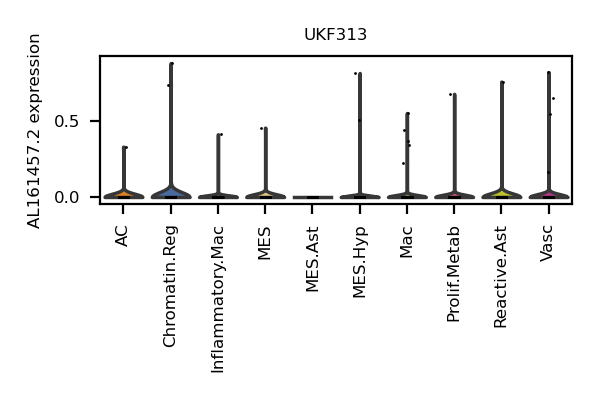 UKF313
AL161457.2 expression
0.5
0.0
AC
Chromatin.Reg
Inflammatory.Mac
MES
MES.Ast
MES.Hyp
Mac
Prolif.Metab
Reactive.Ast
Vasc